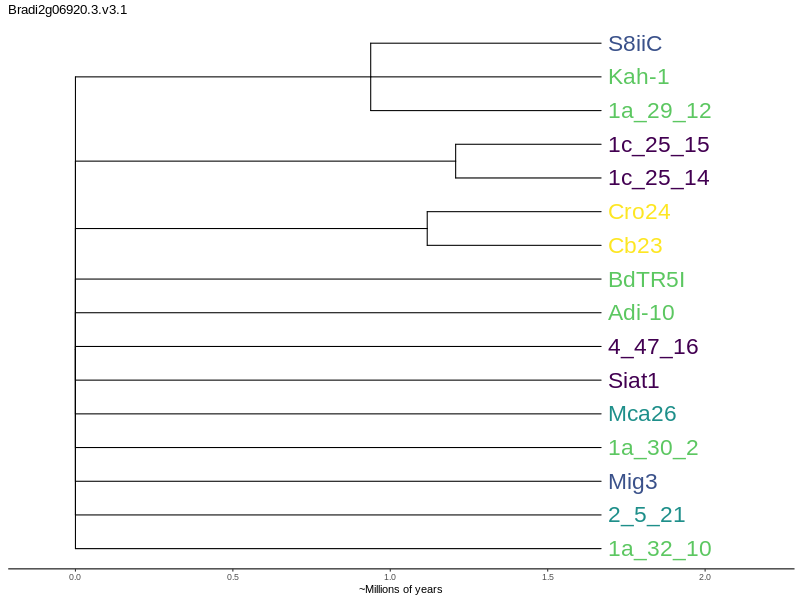 Bradi2g06920.3.v3.1
S8iiC
Kah-1
1a_29_12
1c_25_15
1c_25_14
Cro24
Cb23
BdTR5I
Adi-10
4_47_16
Siat1
Mca26
1a_30_2
Mig3
2_5_21
1a_32_10
0.0 0.5 1.0 1.5 2.0
~Millions of years